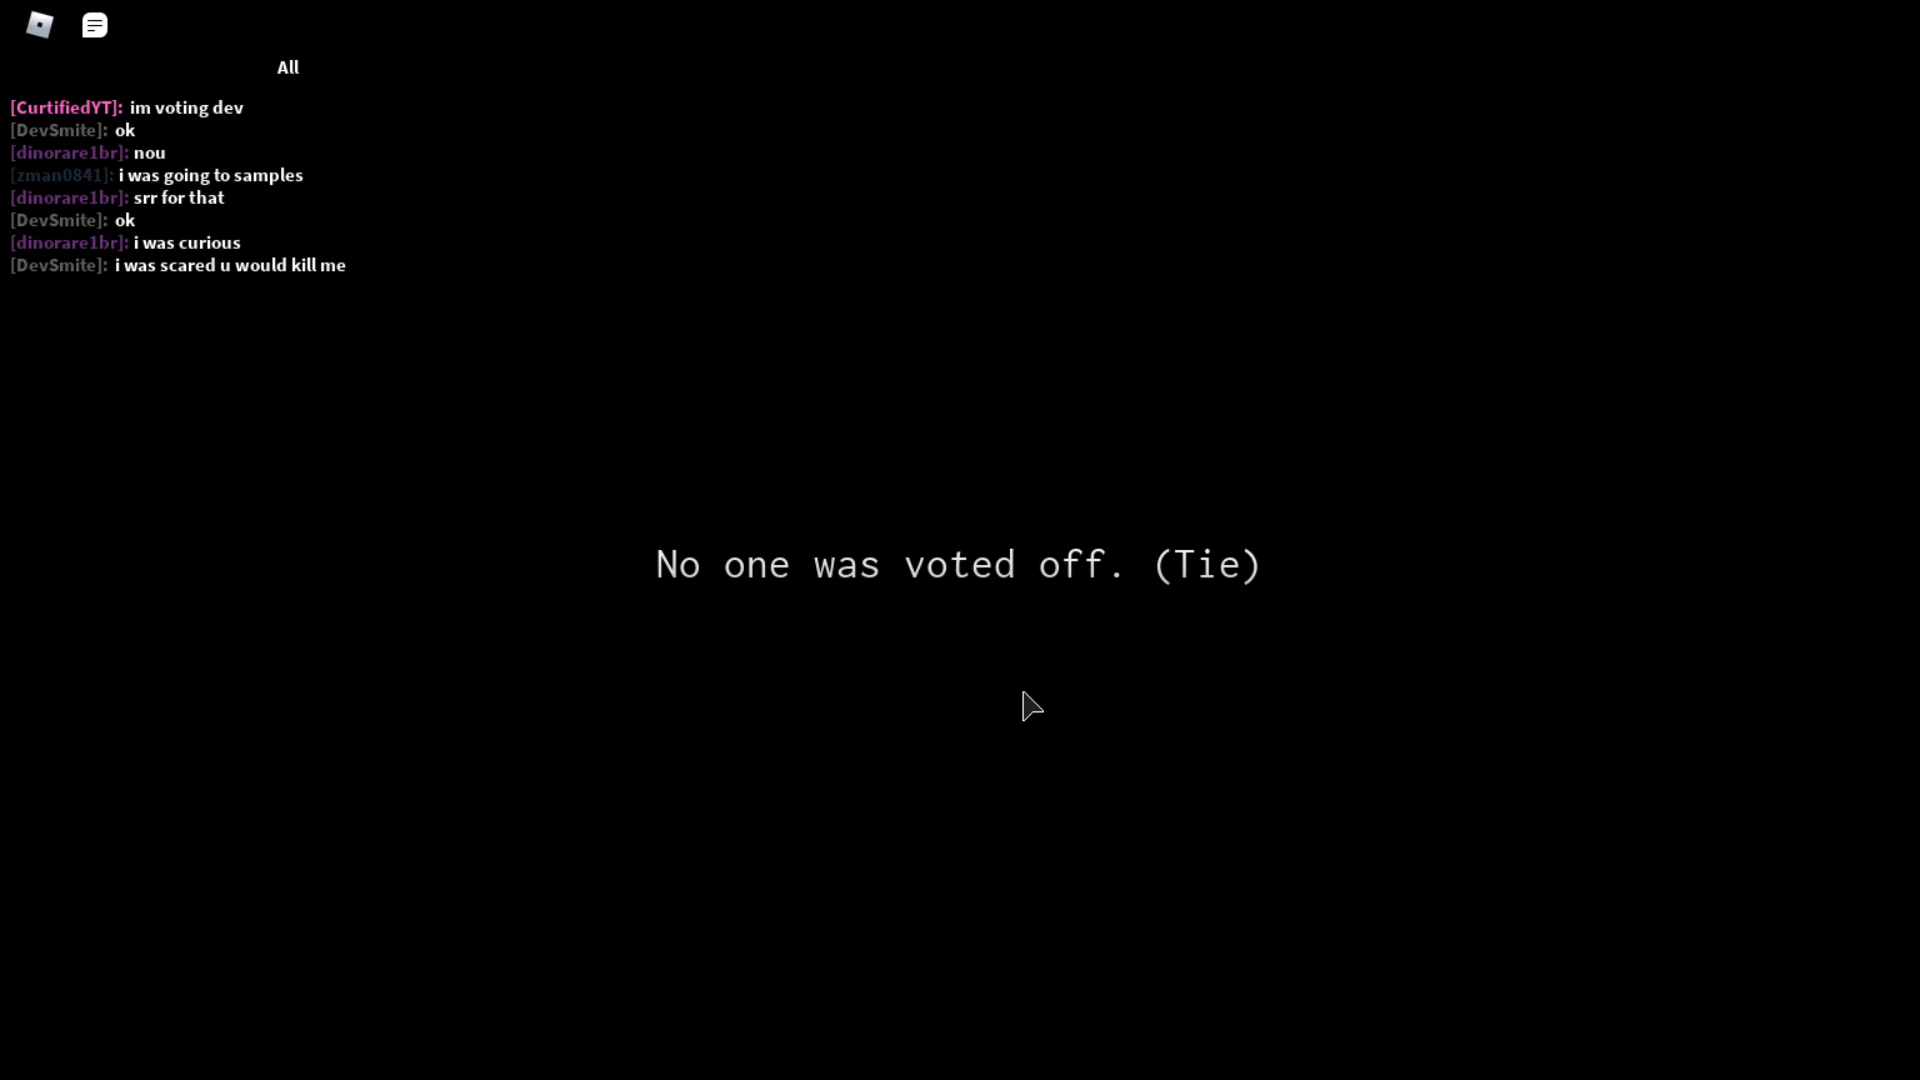 All
[CurtifiedYT]: im voting dev
[DevSmite]: ok
[dinorare1br]: nou
[zman0841]: i was going to samples
[dinorare1br]: srr for that
[DevSmite]: ok
[dinorare1br]: i was curious
[DevSmite]: i was scared u would kill me
No one was voted off. (Tie)